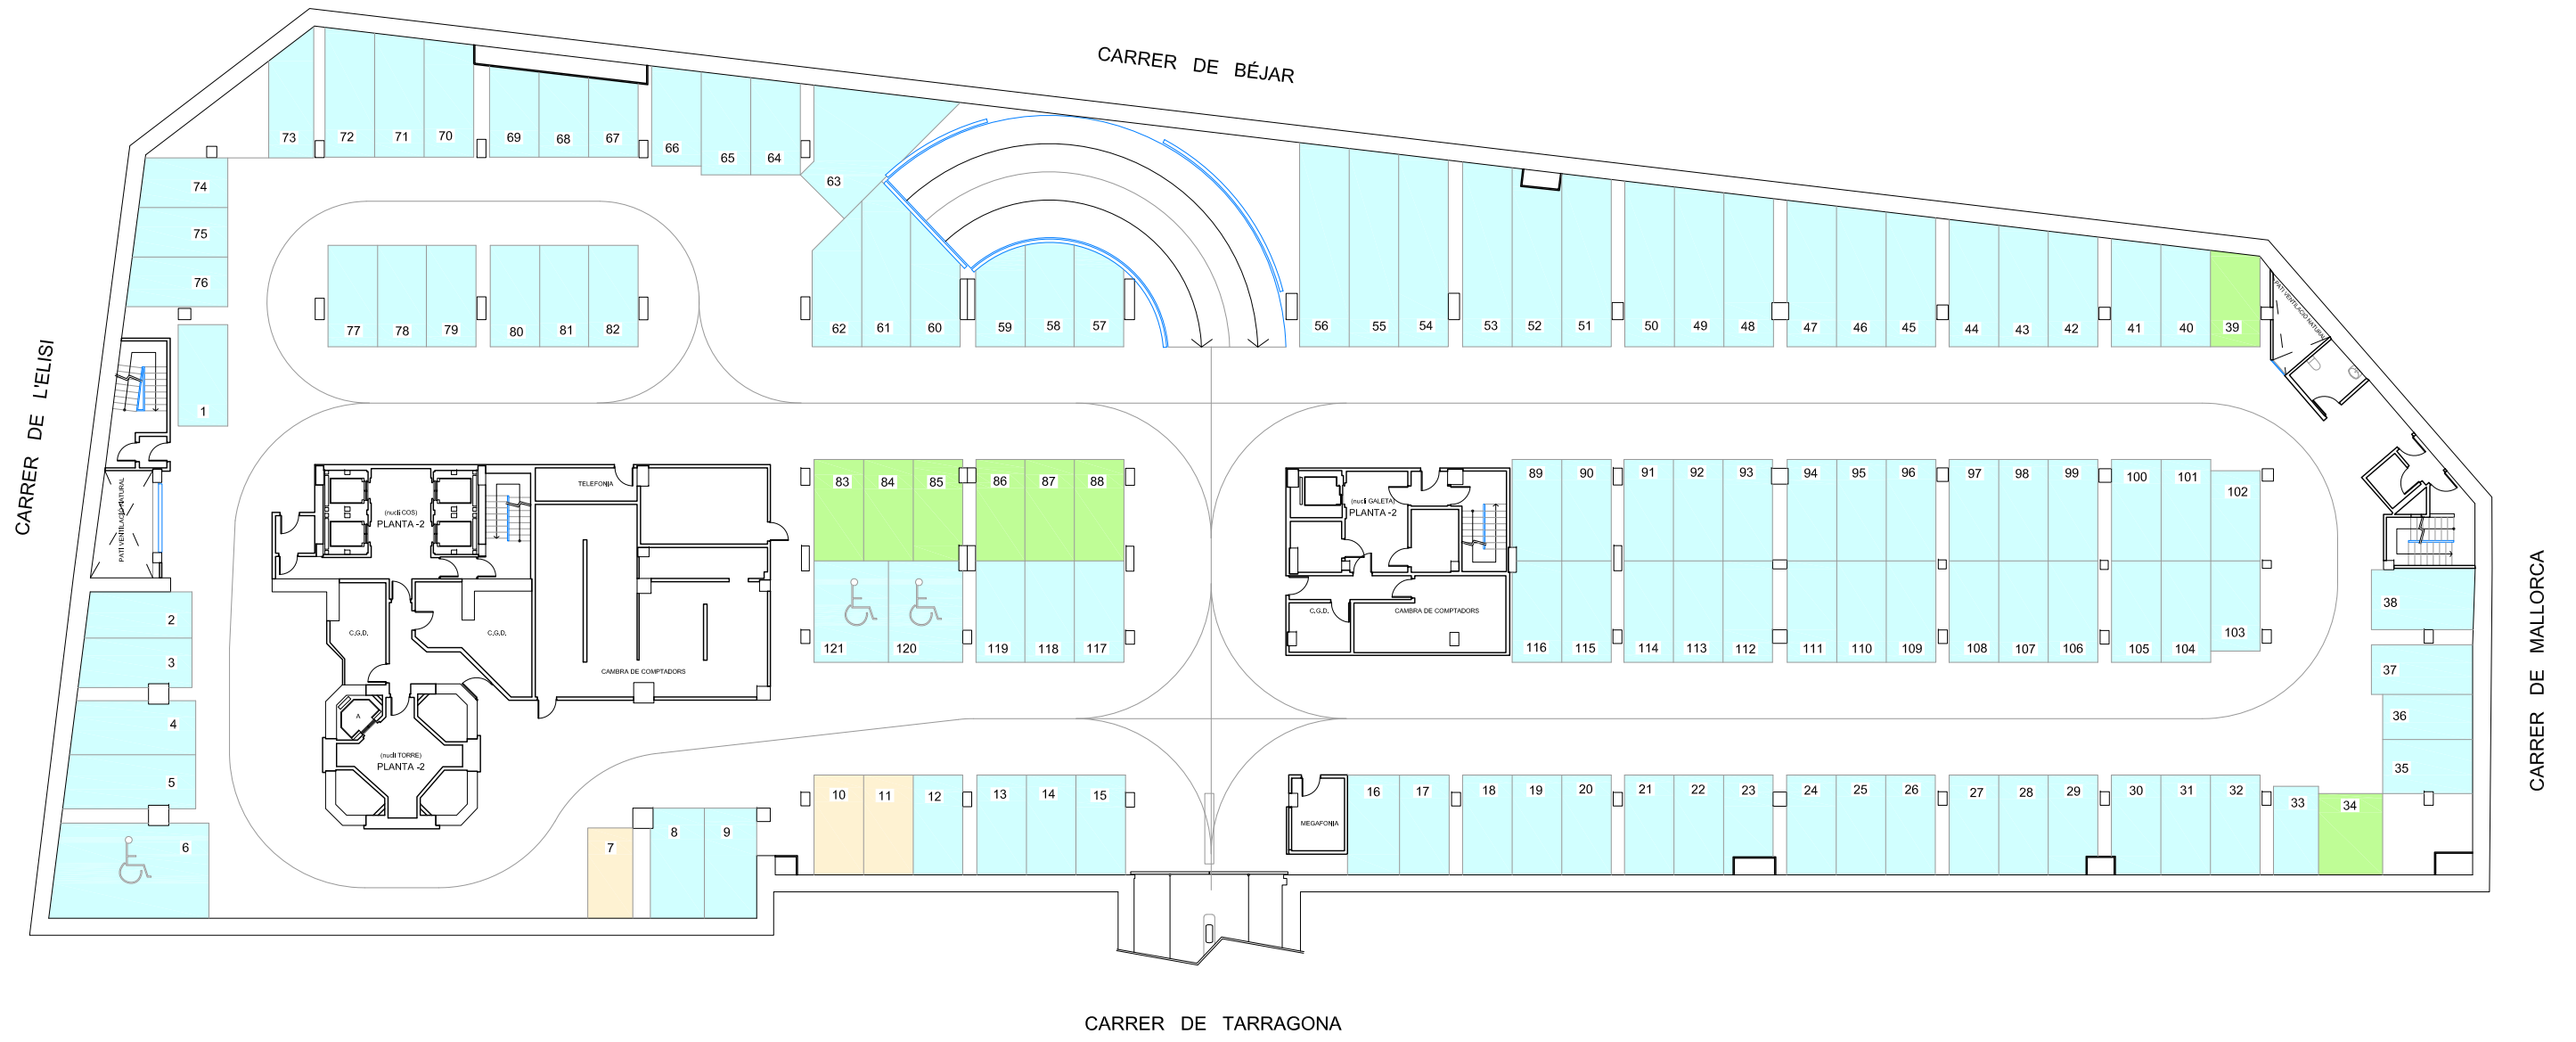 CARRER DE BÉJAR
73 72 71 70 69 68 67 66 65 64
63
74
75
76
77 78 79 80 81 82
62 61 60 59 58 57
56 55 54 53 52 51 50 49 48 47 46 45 44 43 42 41 40 39
PATI VENTILACIÓ NATURAL
CARRER DE L'ELISI
1
PATI VENTILACIÓ NATURAL
TELEFONIA
(nucli COS)
PLANTA -2
C.G.D.
C.G.D.
CAMBRA DE COMPTADORS
A
(nucli TORRE)
PLANTA -2
83 84 85 86 87 88
121 120 119 118 117
(nucli GALETA)
PLANTA -2
C.G.D.
CAMBRA DE COMPTADORS
89 90 91 92 93 94 95 96 97 98 99 100 101 102
116 115 114 113 112 111 110 109 108 107 106 105 104 103
2
3
4
5
6
7 8 9
10 11 12 13 14 15
MEGAFONIA
16 17 18 19 20 21 22 23 24 25 26 27 28 29 30 31 32 33 34
38
37
36
35
CARRER DE MALLORCA
CARRER DE TARRAGONA